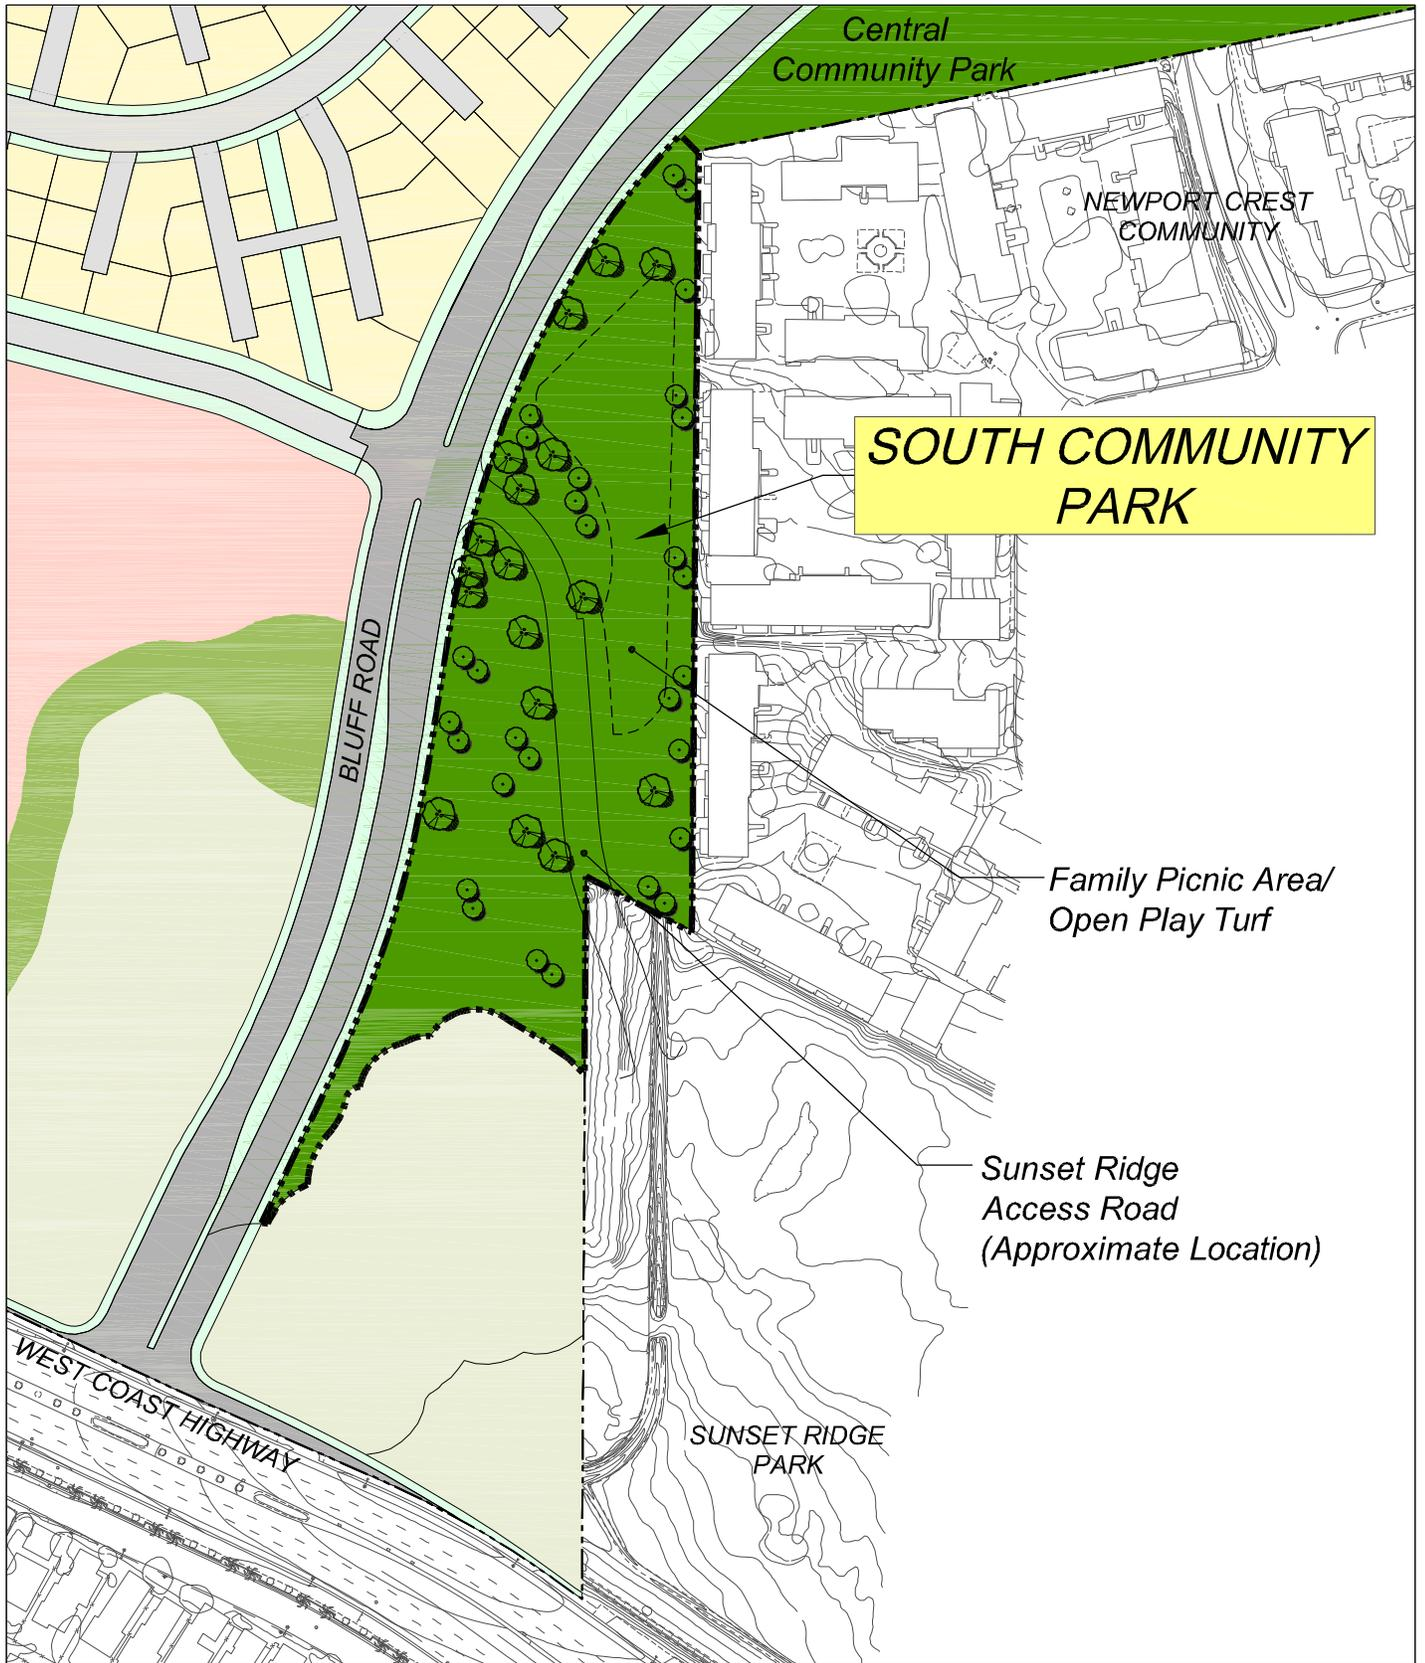 Central
Community Park
NEWPORT CREST
COMMUNITY
SOUTH COMMUNITY
PARK
BLUFF ROAD
Family Picnic Area/
Open Play Turf
Sunset Ridge
Access Road
(Approximate Location)
WEST COAST HIGHWAY
SUNSET RIDGE
PARK